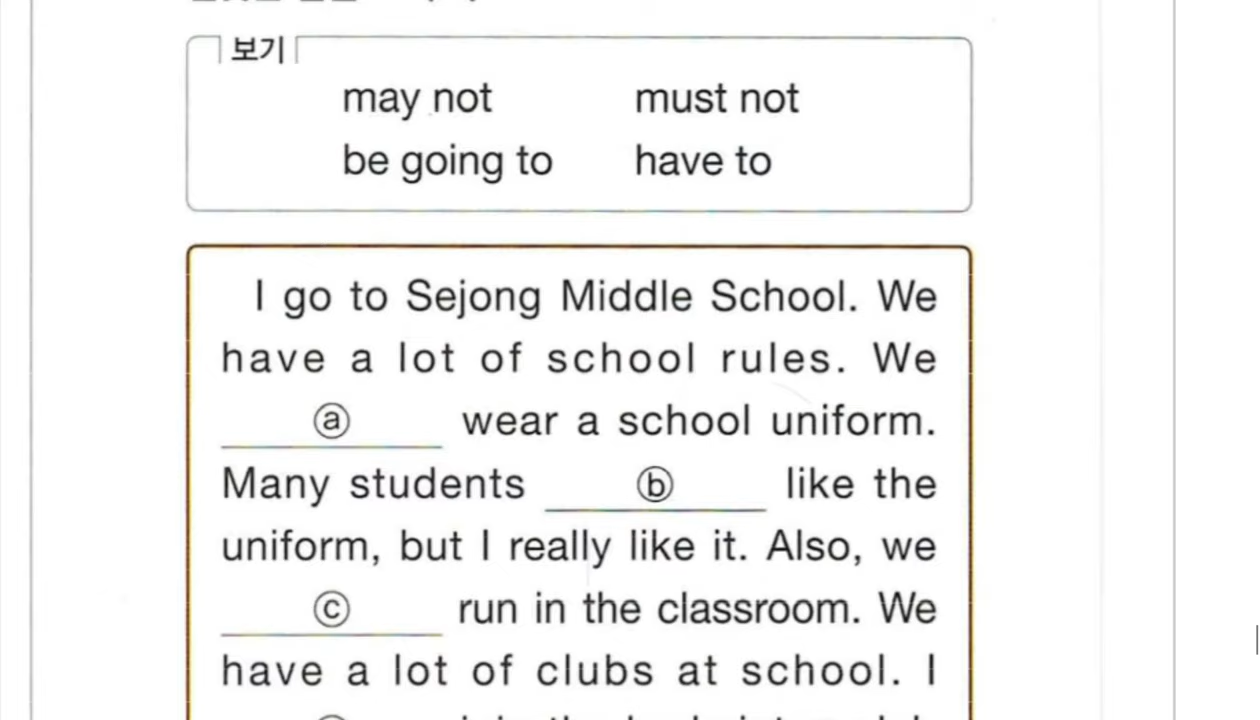 보기
may not must not
be going to have to
I go to Sejong Middle School. We
have a lot of school rules. We
ⓐ wear a school uniform.
Many students ⓑ like the
uniform, but I really like it. Also, we
ⓒ run in the classroom. We
have a lot of clubs at school. I